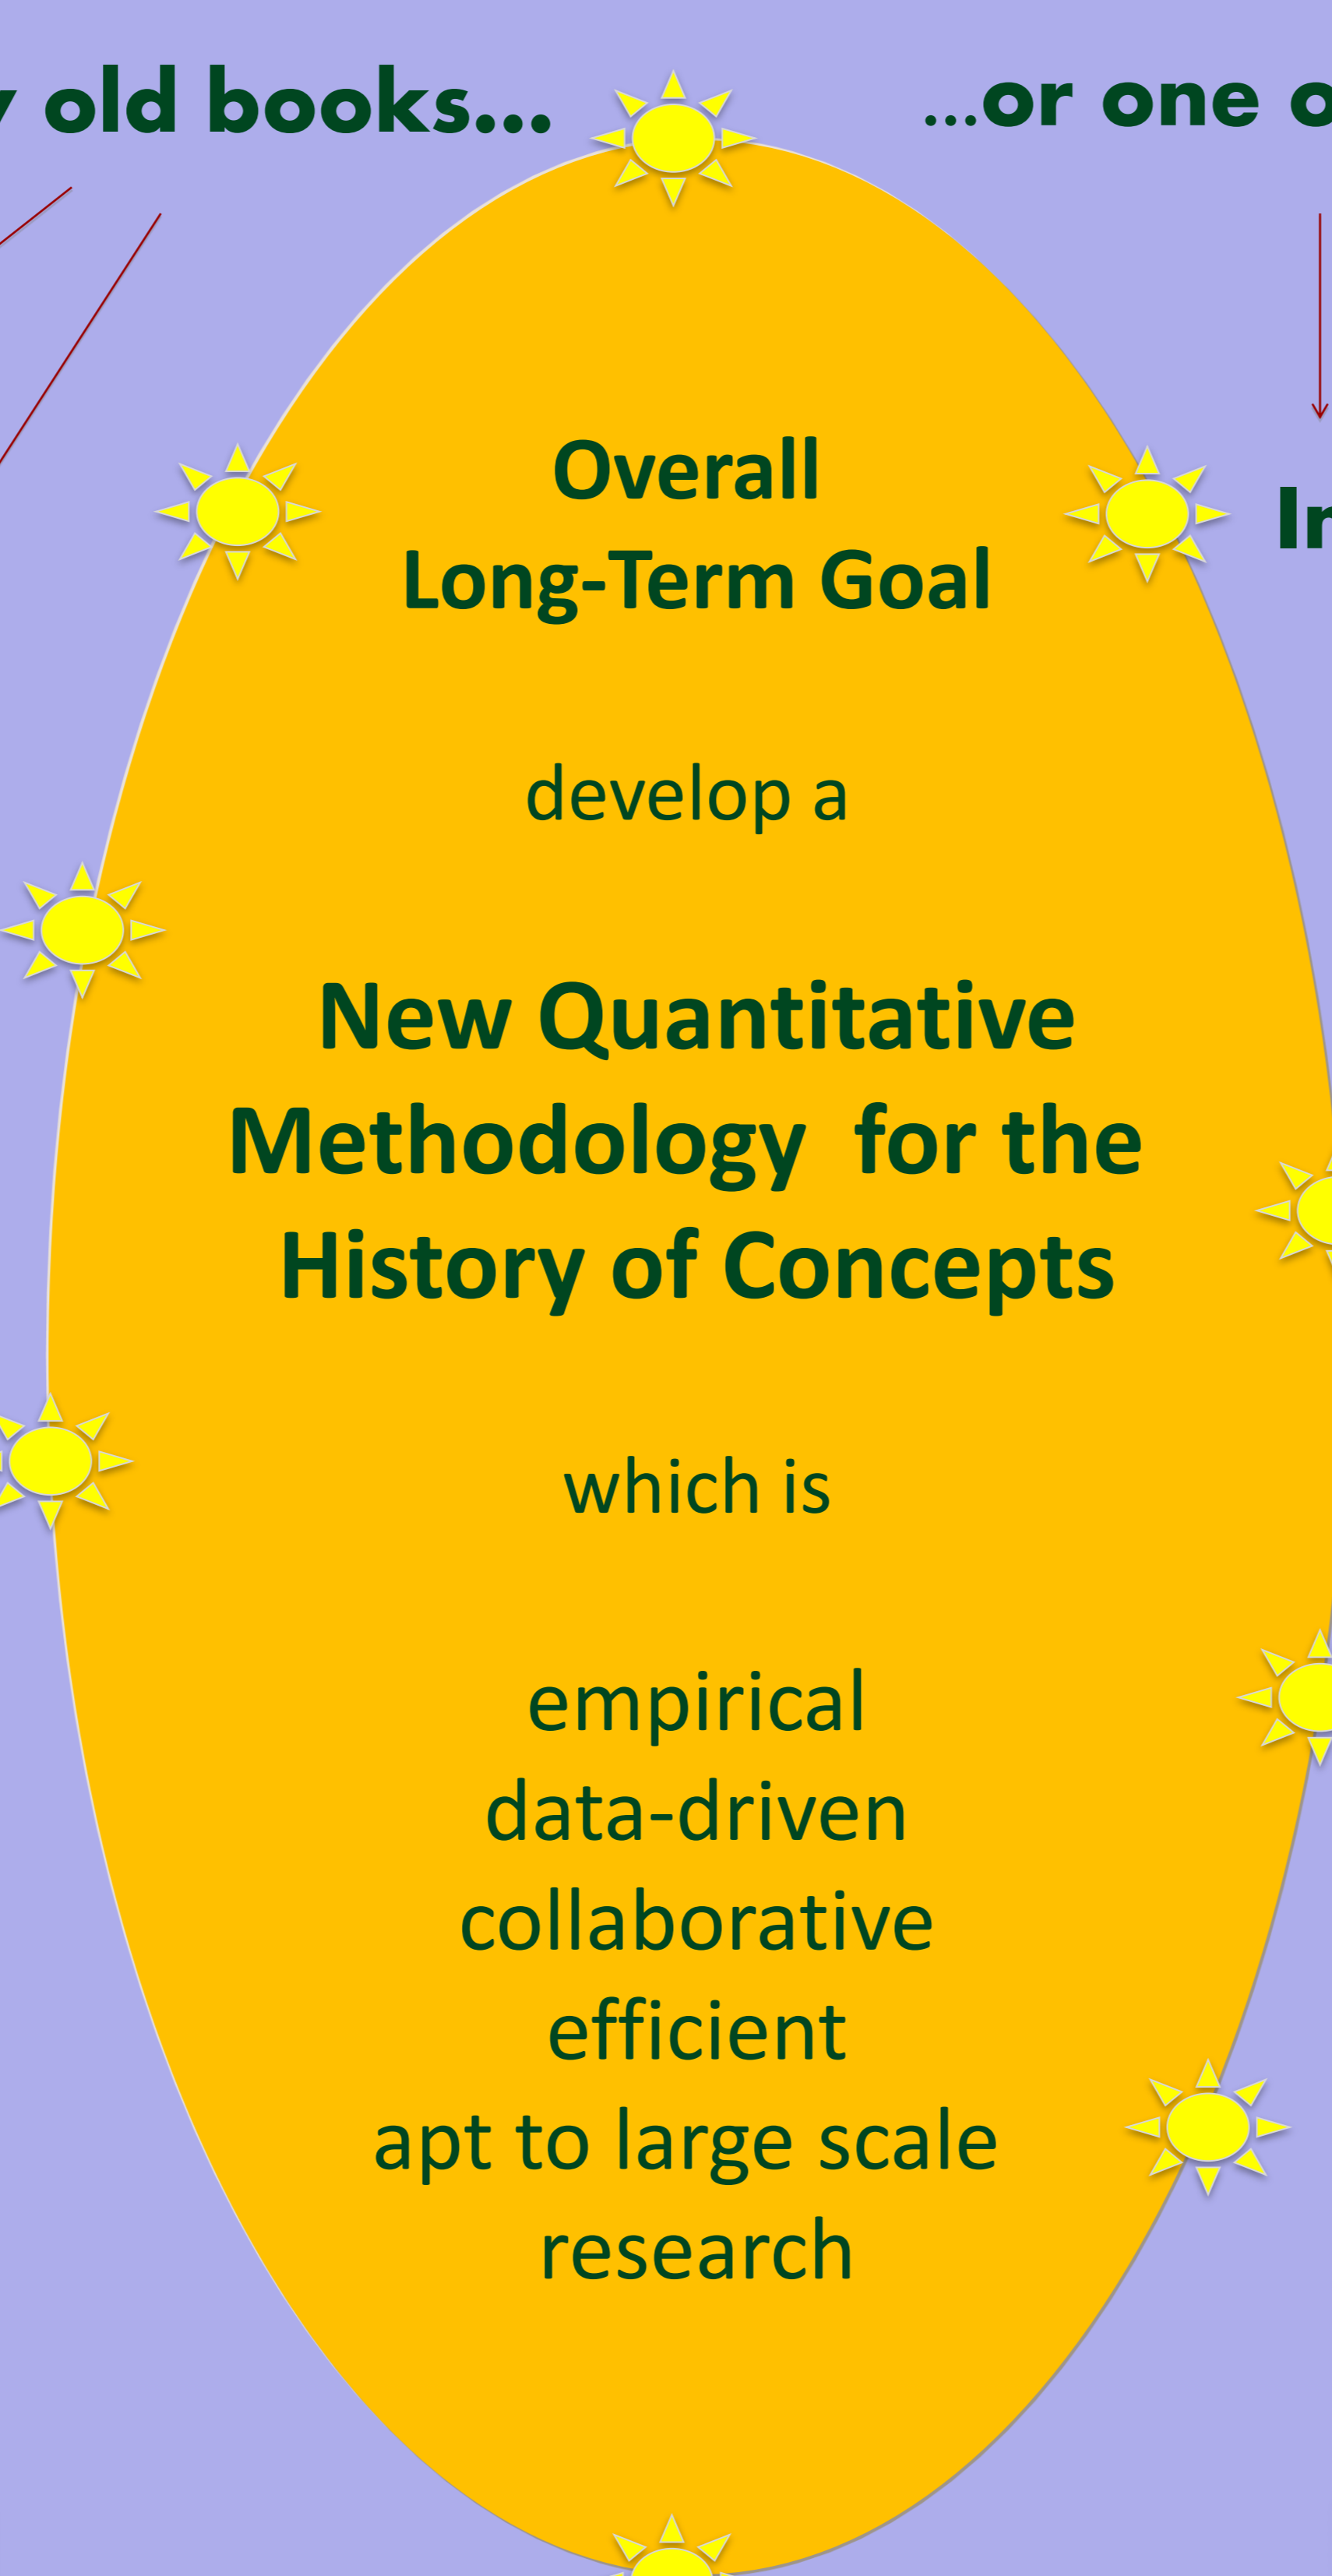 old books...
...or one
Overall
Long-Term Goal
develop a
New Quantitative
Methodology for the
History of Concepts
which is
empirical
data-driven
collaborative
efficient
apt to large scale
research